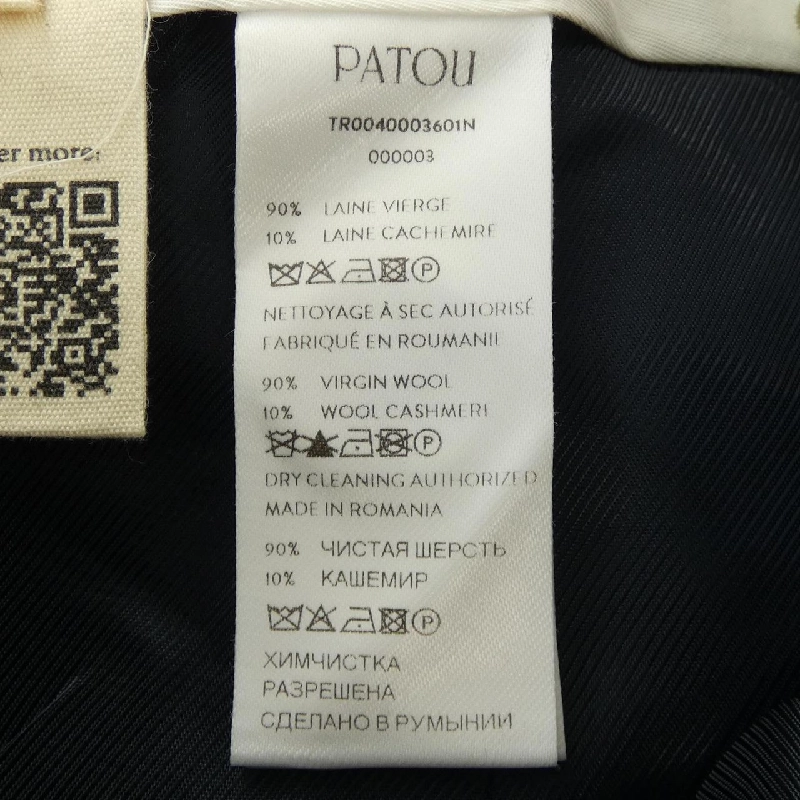 er more:
PATOU
TR0040003601N
000003
90% LAINE VIERGE
10% LAINE CACHEMIRE
NETTOYAGE À SEC AUTORISÉ
FABRIQUÉ EN ROUMANIE
90% VIRGIN WOOL
10% WOOL CASHMERE
DRY CLEANING AUTHORIZED
MADE IN ROMANIA
90% ЧИСТАЯ ШЕРСТЬ
10% КАШЕМИР
ХИМЧИСТКА
РАЗРЕШЕНА
СДЕЛАНО В РУМЫНИИ